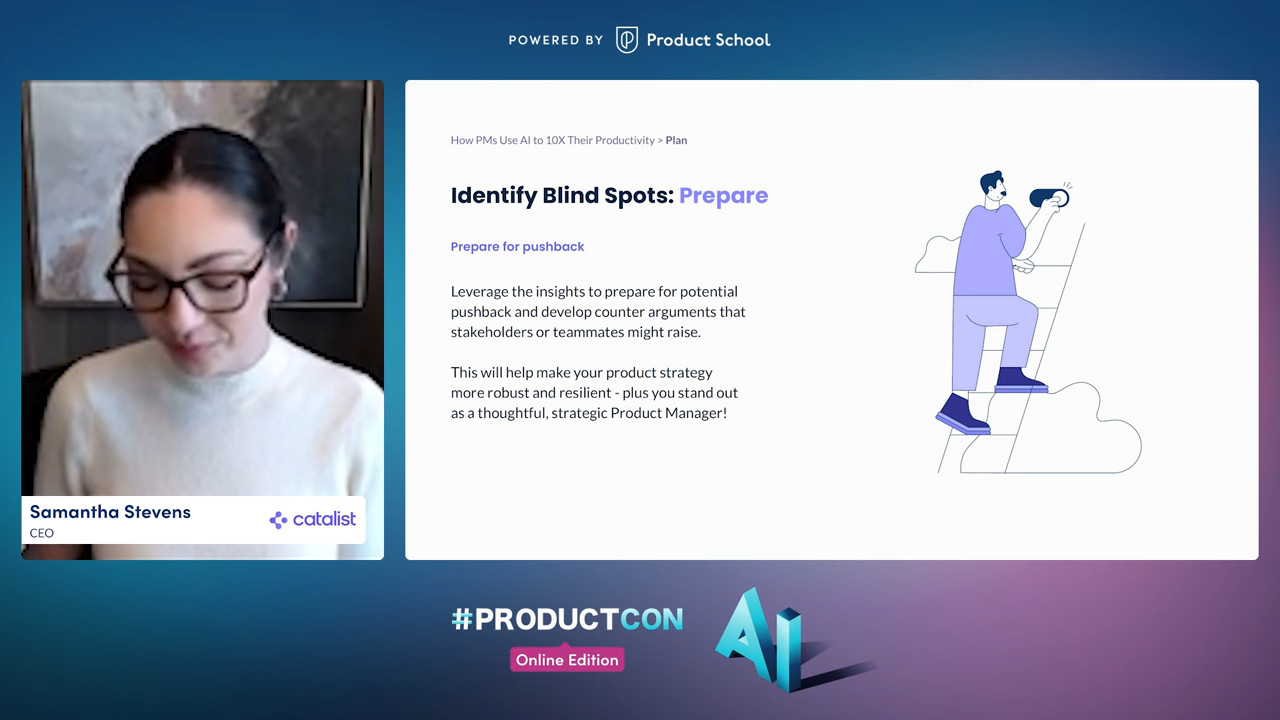 POWERED BY Product School
How PMs Use AI to 10X Their Productivity > Plan
Identify Blind Spots: Prepare
Prepare for pushback
Leverage the insights to prepare for potential
pushback and develop counter arguments that
stakeholders or teammates might raise.
This will help make your product strategy
more robust and resilient - plus you stand out
as a thoughtful, strategic Product Manager!
Samantha Stevens
CEO
catalist
#PRODUCTCON
Online Edition
AI